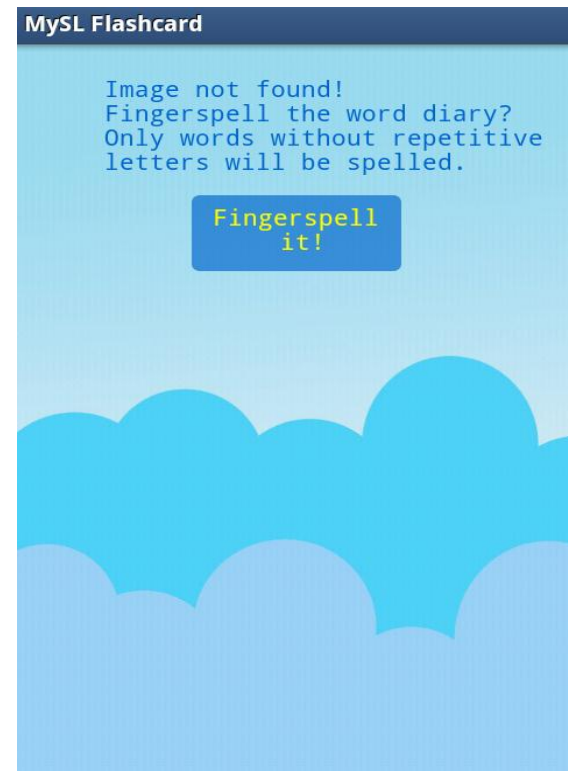 MySL Flashcard
Image not found!
Fingerspell the word diary?
Only words without repetitive
letters will be spelled.
Fingerspell
it!